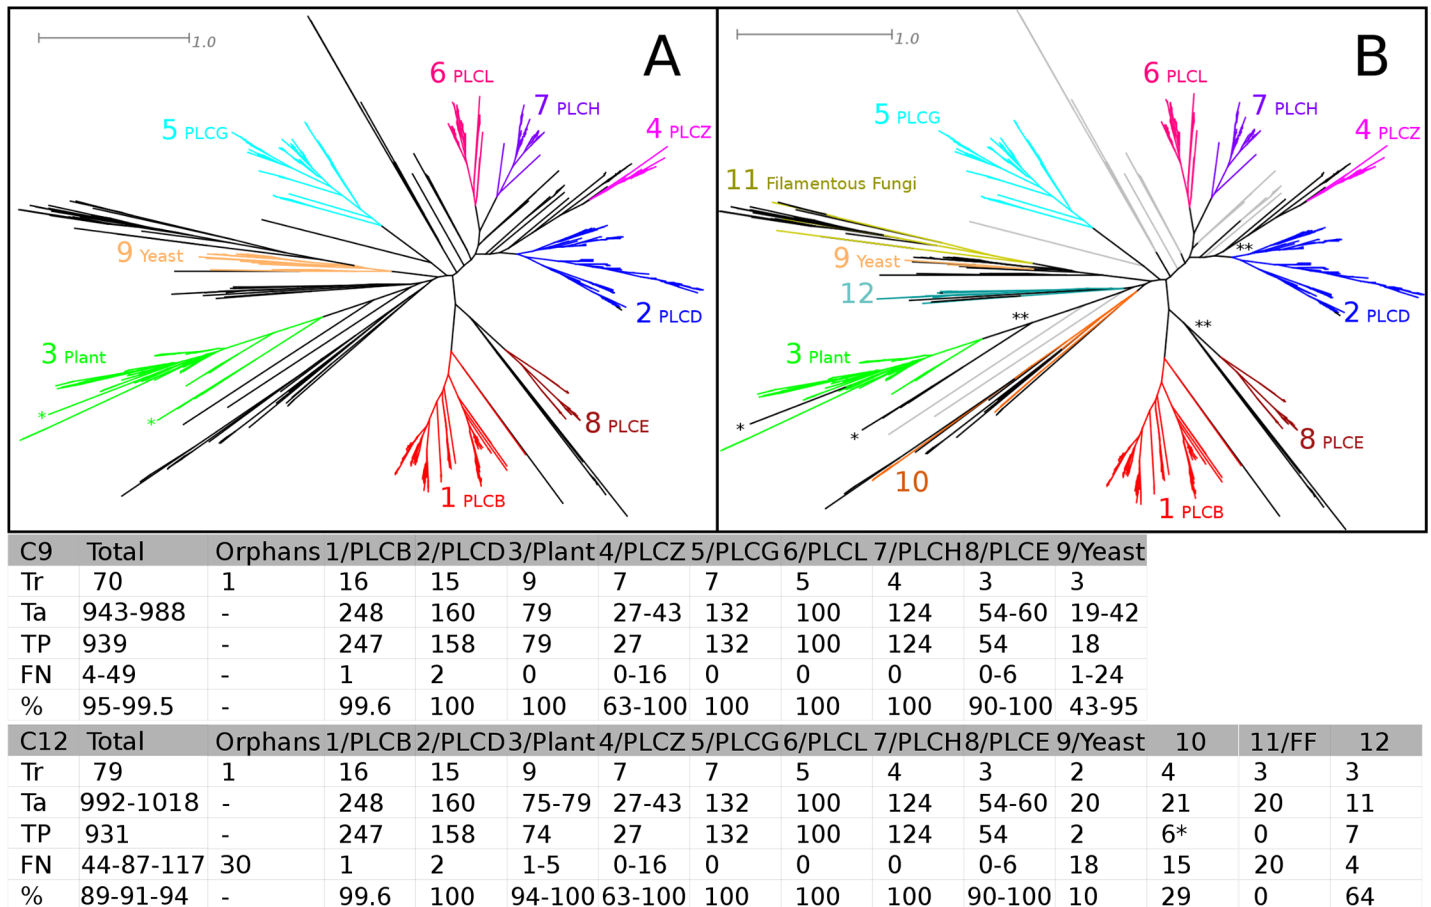 1.0
A
6 PLCL
7 PLCH
5 PLCG
4 PLCZ
9 Yeast
2 PLCD
3 Plant
*
*
8 PLCE
1 PLCB
1.0
B
6 PLCL
7 PLCH
5 PLCG
4 PLCZ
11 Filamentous Fungi
**
9 Yeast
12
2 PLCD
**
**
3 Plant
*
*
8 PLCE
10
1 PLCB
C9 Total Orphans 1/PLCB 2/PLCD 3/Plant 4/PLCZ 5/PLCG 6/PLCL 7/PLCH 8/PLCE 9/Yeast
Tr 70 1 16 15 9 7 7 5 4 3 3
Ta 943-988 - 248 160 79 27-43 132 100 124 54-60 19-42
TP 939 - 247 158 79 27 132 100 124 54 18
FN 4-49 - 1 2 0 0-16 0 0 0 0-6 1-24
% 95-99.5 - 99.6 100 100 63-100 100 100 100 90-100 43-95
C12 Total Orphans 1/PLCB 2/PLCD 3/Plant 4/PLCZ 5/PLCG 6/PLCL 7/PLCH 8/PLCE 9/Yeast 10 11/FF 12
Tr 79 1 16 15 9 7 7 5 4 3 2 4 3 3
Ta 992-1018 - 248 160 75-79 27-43 132 100 124 54-60 20 21 20 11
TP 931 - 247 158 74 27 132 100 124 54 2 6* 0 7
FN 44-87-117 30 1 2 1-5 0-16 0 0 0 0-6 18 15 20 4
% 89-91-94 - 99.6 100 94-100 63-100 100 100 100 90-100 10 29 0 64